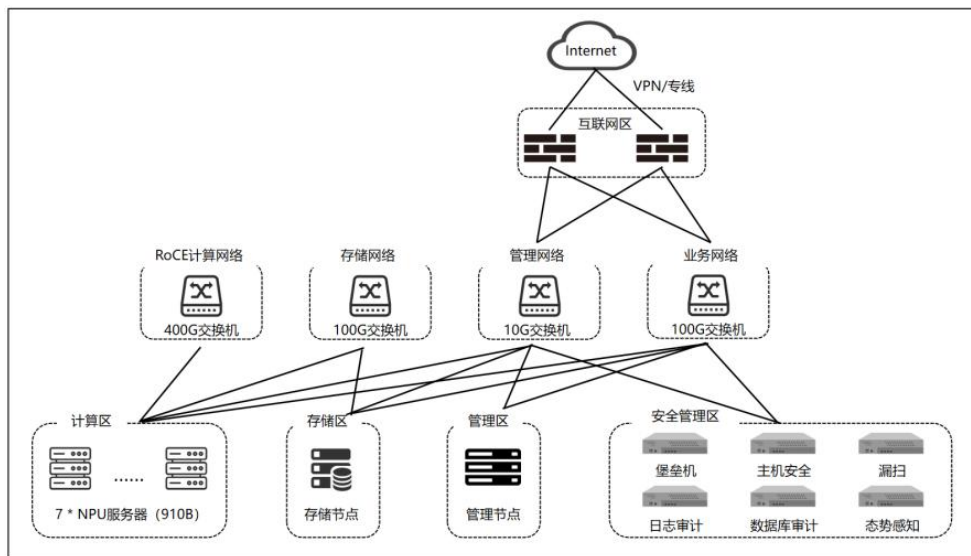 Internet
VPN/专线
互联网区
RoCE计算网络
存储网络
管理网络
业务网络
400G交换机
100G交换机
10G交换机
100G交换机
计算区
存储区
管理区
安全管理区
堡垒机
主机安全
漏扫
7 * NPU服务器（910B）
存储节点
管理节点
日志审计
数据库审计
态势感知